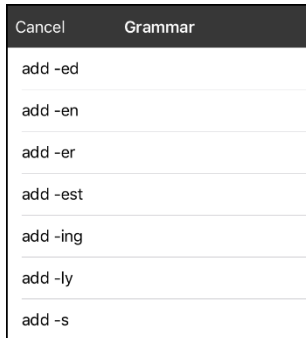 Cancel Grammar
add -ed
add -en
add -er
add -est
add -ing
add -ly
add -s